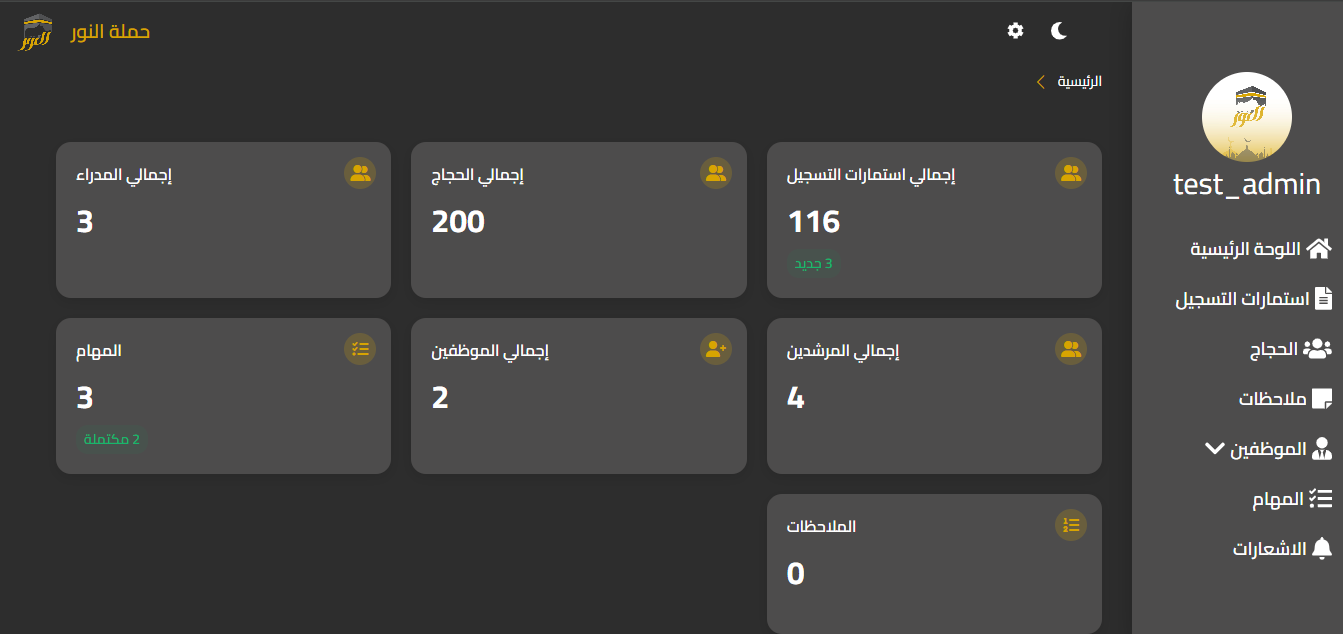 حملة النور
النور
الرئيسية
إجمالي استمارات التسجيل
116
3 جديد
إجمالي الحجاج
200
إجمالي المدراء
3
إجمالي المرشدين
4
إجمالي الموظفين
2
المهام
3
2 مكتملة
الملاحظات
0
النور
test_admin
اللوحة الرئيسية
استمارات التسجيل
الحجاج
ملاحظات
الموظفين
المهام
الاشعارات